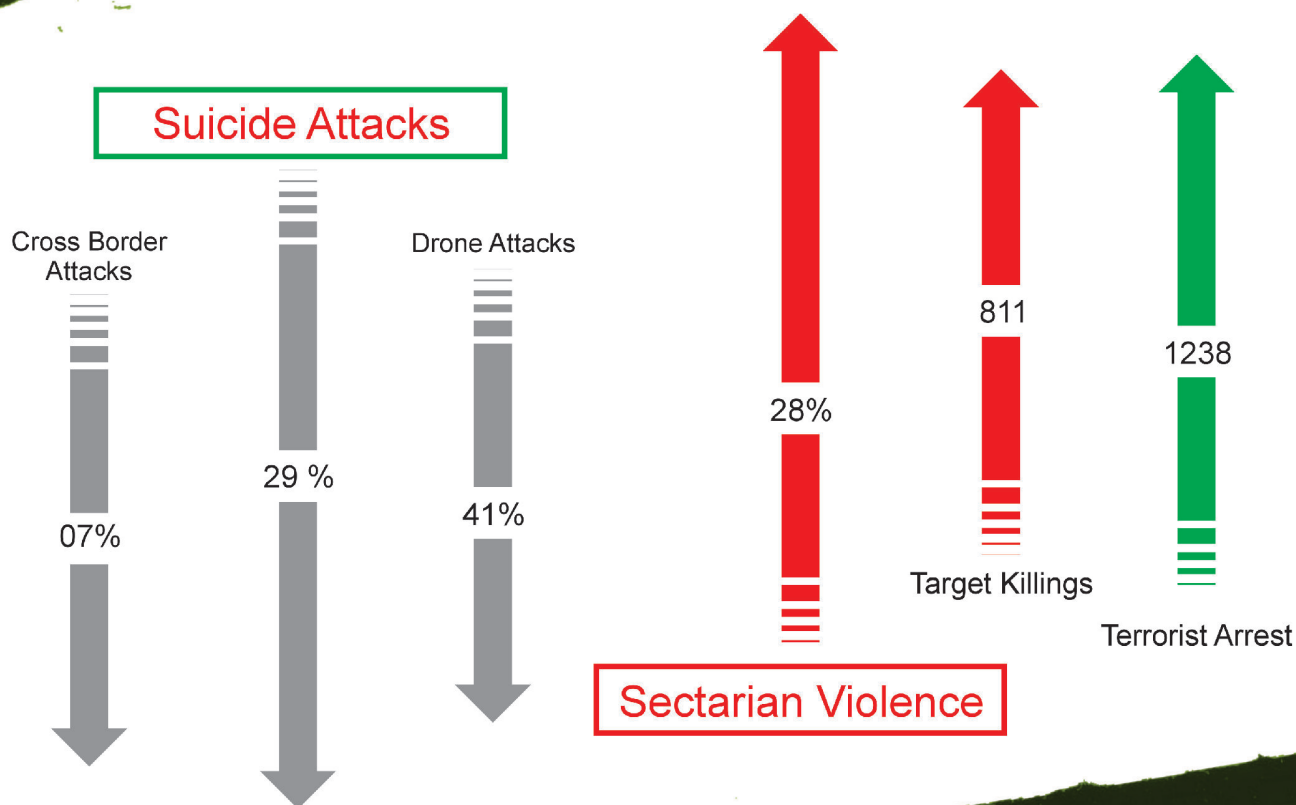 Suicide Attacks
Cross Border
Attacks
Drone Attacks
07%
29 %
41%
28%
811
1238
Target Killings
Terrorist Arrest
Sectarian Violence